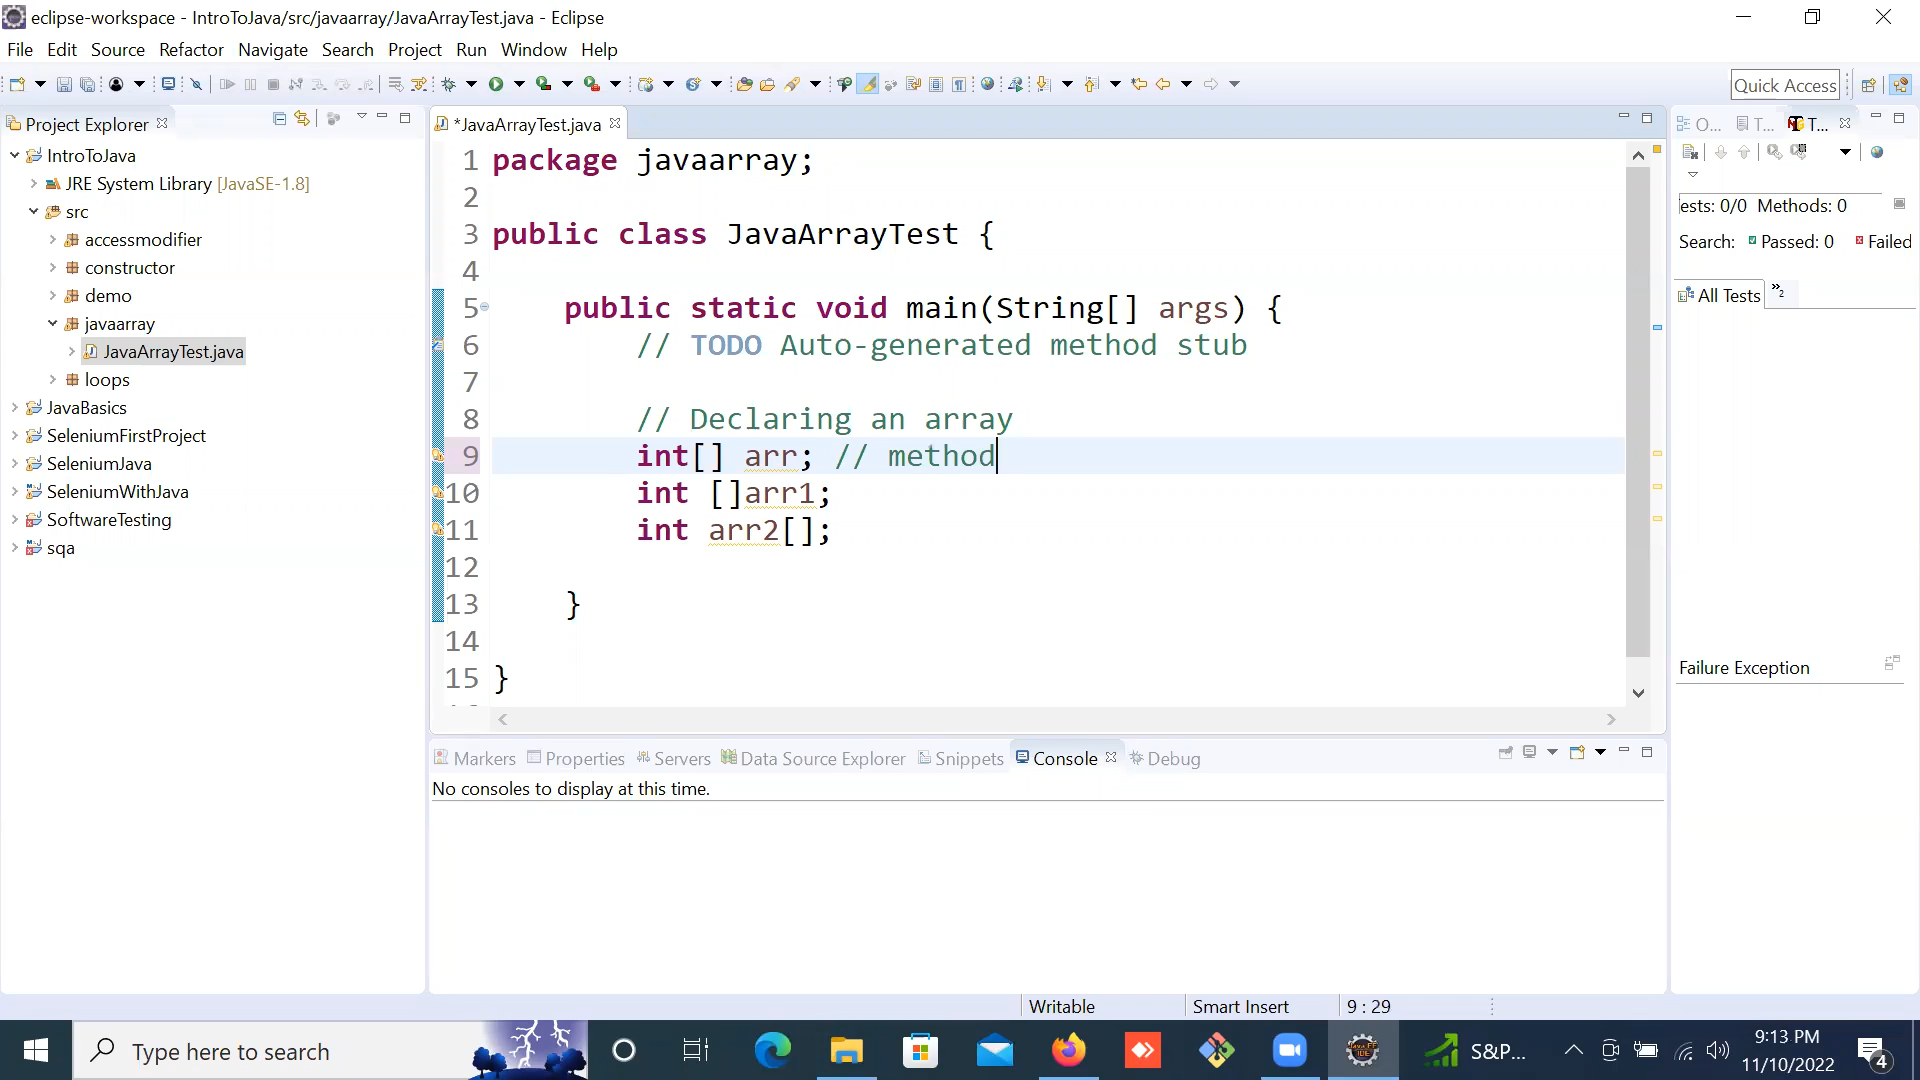 eclipse-workspace - IntroToJava/src/javaarray/JavaArrayTest.java - Eclipse
File Edit Source Refactor Navigate Search Project Run Window Help
Quick Access
Project Explorer
IntroToJava
JRE System Library [JavaSE-1.8]
src
accessmodifier
constructor
demo
javaarray
JavaArrayTest.java
loops
JavaBasics
SeleniumFirstProject
SeleniumJava
SeleniumWithJava
SoftwareTesting
sqa
*JavaArrayTest.java
1 package javaarray;
2
3 public class JavaArrayTest {
4
5 public static void main(String[] args) {
6 // TODO Auto-generated method stub
7
8 // Declaring an array
9 int[] arr; // method
10 int []arr1;
11 int arr2[];
12
13 }
14
15 }
O... T... T...
ests: 0/0 Methods: 0
Search: Passed: 0 Failed
All Tests »2
Failure Exception
Markers Properties Servers Data Source Explorer Snippets Console Debug
No consoles to display at this time.
Writable Smart Insert 9 : 29
Type here to search
S&P...
9:13 PM
11/10/2022
4